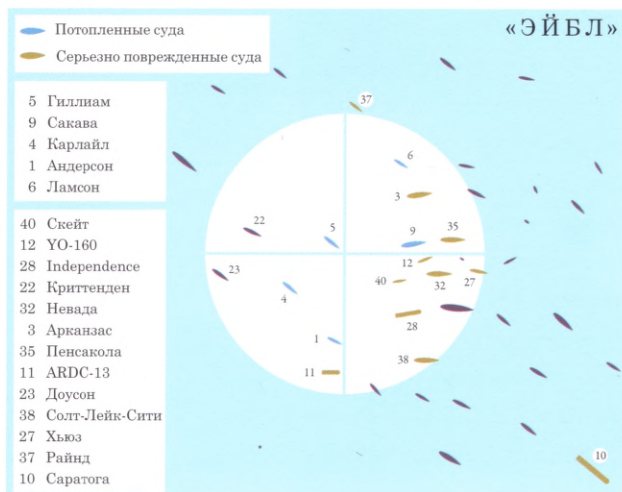 «ЭЙБЛ»
Потопленные суда
Серьезно поврежденные суда
5 Гиллиам
9 Сакава
4 Карлайл
1 Андерсон
6 Ламсон
40 Скейт
12 YO-160
28 Independence
22 Криттенден
32 Невада
3 Арканзас
35 Пенсакола
11 ARDC-13
23 Доусон
38 Солт-Лейк-Сити
27 Хьюз
37 Райнд
10 Саратога
37
6
3
22
5
9
35
12
23
40
32
27
4
28
1
38
11
10